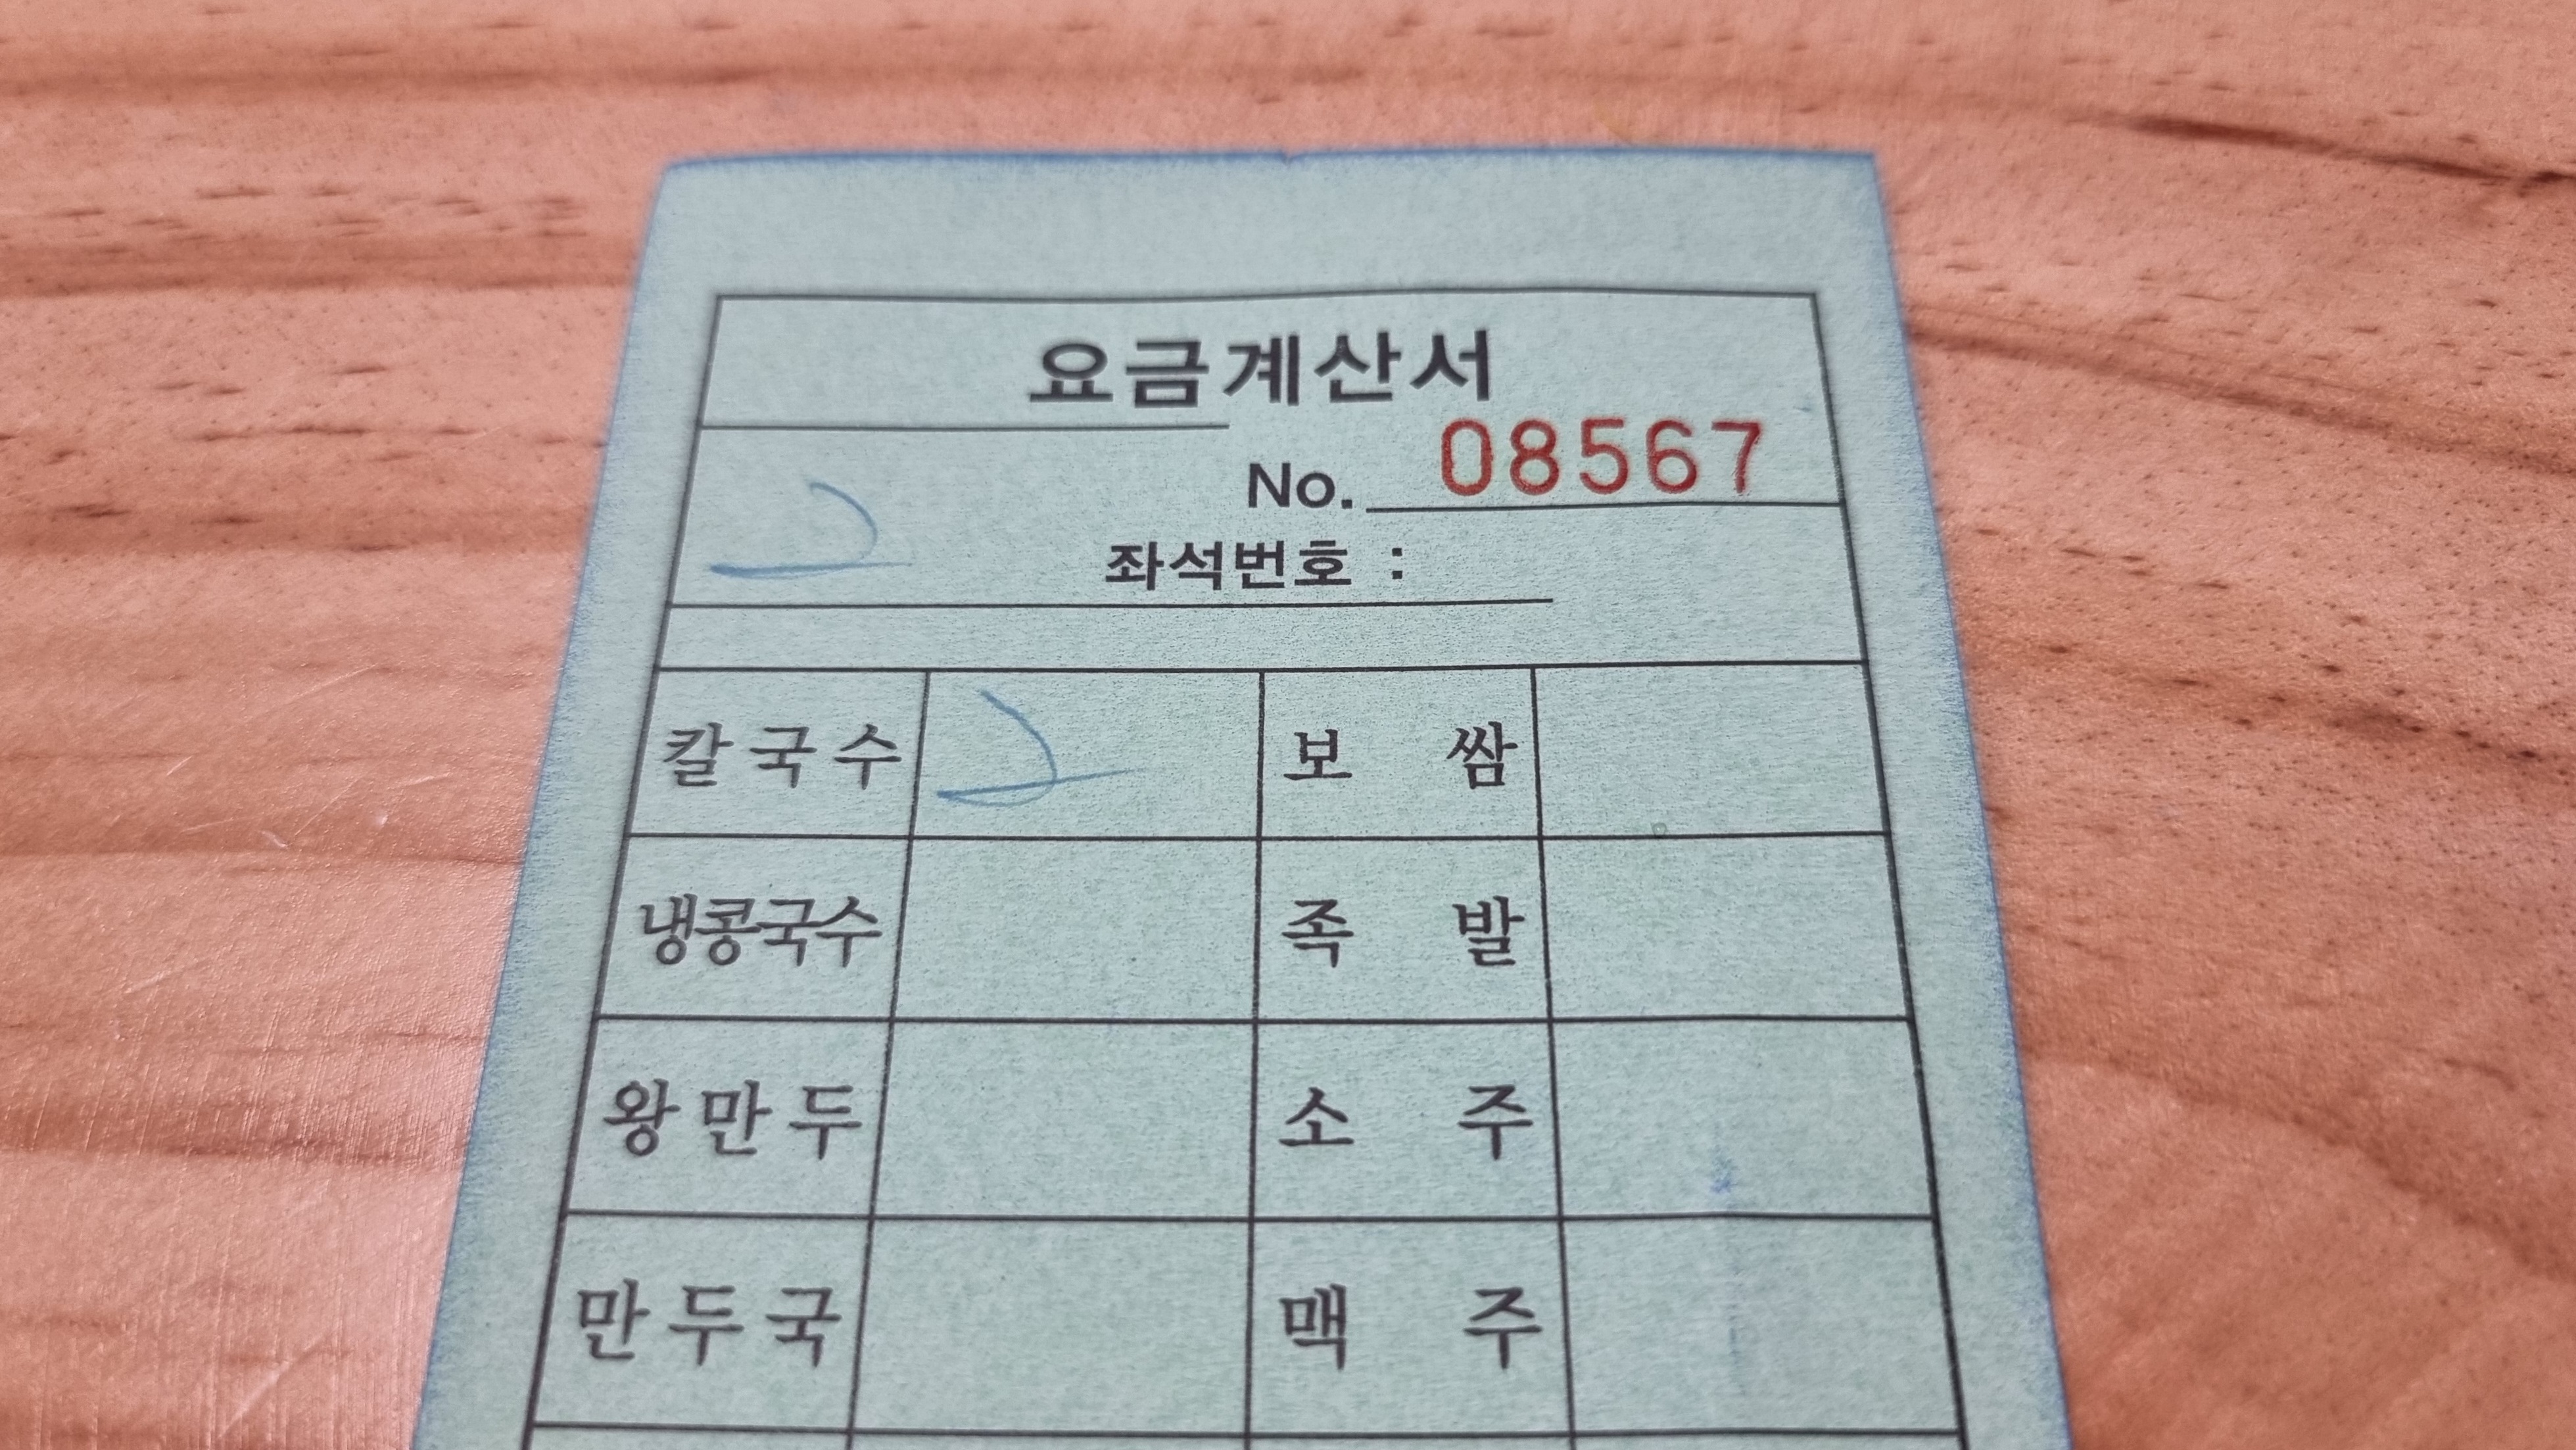 요금계산서
No. 08567
2
좌석번호 :
칼국수 2 보 쌈
냉콩국수 족 발
왕만두 소 주
만두국 맥 주